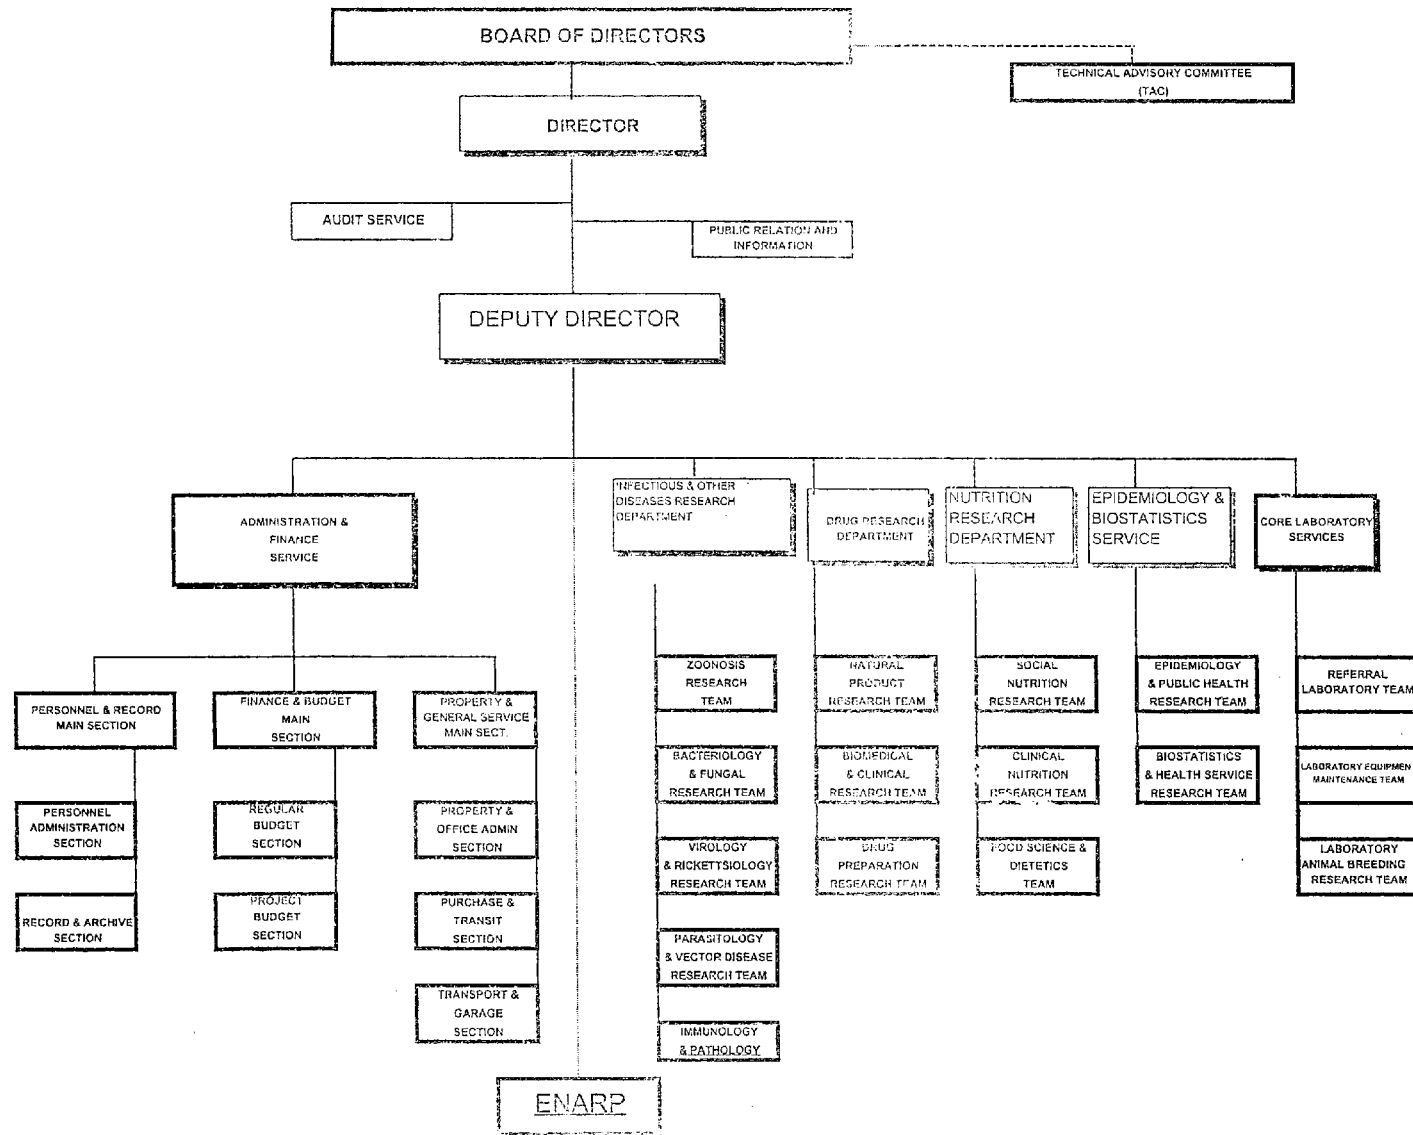 BOARD OF DIRECTORS
TECHNICAL ADVISORY COMMITTEE
(TAC)
DIRECTOR
AUDIT SERVICE
PUBLIC RELATION AND
INFORMATION
DEPUTY DIRECTOR
ADMINISTRATION &
FINANCE
SERVICE
INFECTIOUS & OTHER
DISEASES RESEARCH
DEPARTMENT
DRUG RESEARCH
DEPARTMENT
NUTRITION
RESEARCH
DEPARTMENT
EPIDEMIOLOGY &
BIOSTATISTICS
SERVICE
CORE LABORATORY
SERVICES
PERSONNEL & RECORD
MAIN SECTION
FINANCE & BUDGET
MAIN
SECTION
PROPERTY &
GENERAL SERVICE
MAIN SECT.
PERSONNEL
ADMINISTRATION
SECTION
RECORD & ARCHIVE
SECTION
REGULAR
BUDGET
SECTION
PROJECT
BUDGET
SECTION
PROPERTY &
OFFICE ADMIN
SECTION
PURCHASE &
TRANSIT
SECTION
TRANSPORT &
GARAGE
SECTION
ZOONOSIS
RESEARCH
TEAM
BACTERIOLOGY
& FUNGAL
RESEARCH TEAM
VIROLOGY
& RICKETTSIOLOGY
RESEARCH TEAM
PARASITOLOGY
& VECTOR DISEASE
RESEARCH TEAM
IMMUNOLOGY
& PATHOLOGY
NATURAL
PRODUCT
RESEARCH TEAM
BIOMEDICAL
& CLINICAL
RESEARCH TEAM
DRUG
PREPARATION
RESEARCH TEAM
SOCIAL
NUTRITION
RESEARCH TEAM
CLINICAL
NUTRITION
RESEARCH TEAM
FOOD SCIENCE &
DIETETICS
TEAM
EPIDEMIOLOGY
& PUBLIC HEALTH
RESEARCH TEAM
BIOSTATISTICS
& HEALTH SERVICE
RESEARCH TEAM
REFERRAL
LABORATORY TEAM
LABORATORY EQUIPMEN
MAINTENANCE TEAM
LABORATORY
ANIMAL BREEDING
RESEARCH TEAM
ENARP